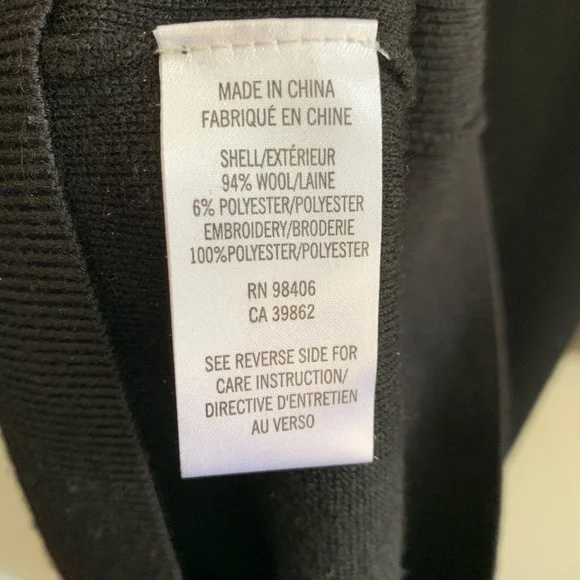 MADE IN CHINA
FABRIQUÉ EN CHINE
SHELL/EXTÉRIEUR
94% WOOL/LAINE
6% POLYESTER/POLYESTER
EMBROIDERY/BRODERIE
100%POLYESTER/POLYESTER
RN 98406
CA 39862
SEE REVERSE SIDE FOR
CARE INSTRUCTION/
DIRECTIVE D'ENTRETIEN
AU VERSO